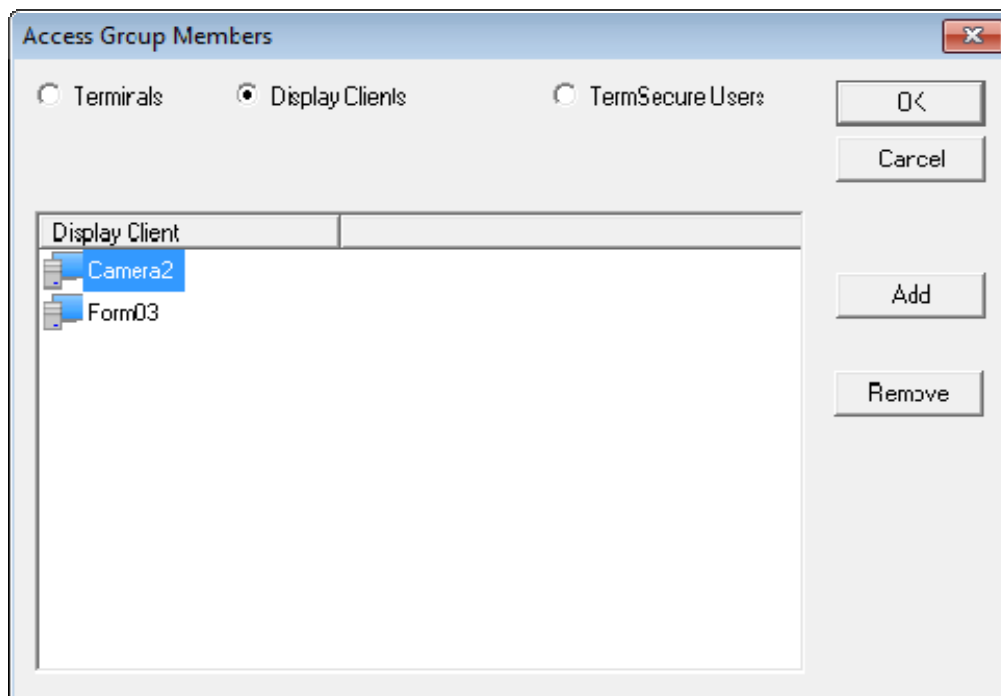 Access Group Members
Terminals Display Clients TermSecure Users
OK
Cancel
Display Client
Camera2
Form03
Add
Remove